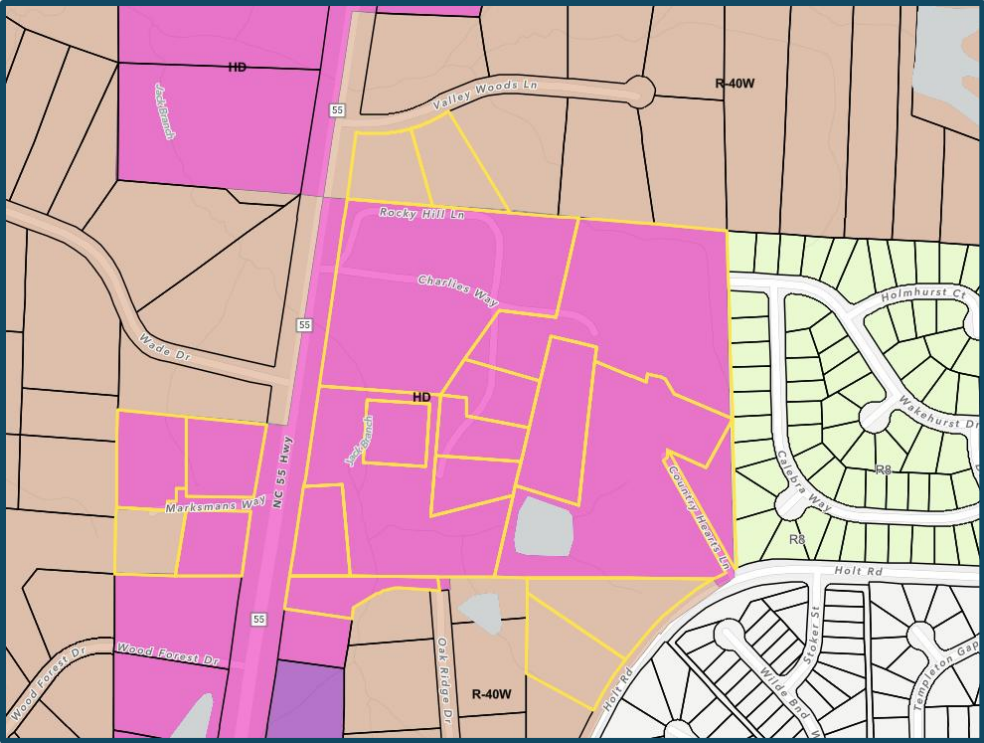 HD
Jack Branch
55
Valley Woods Ln
R-40W
Rocky Hill Ln
Charlies Way
Holmhurst Ct
55
Wade Dr
HD
Jack Branch
Wakehurst Dr
NC 55 Hwy
Marksmans Way
Country Hearts Ln
Calebra Way
R8
R8
Holt Rd
55
Wood Forest Dr
Wood Forest Dr
Oak Ridge Dr
R-40W
Holt Rd
Stoker St
Wilde Bnd
W
Templeton Gap